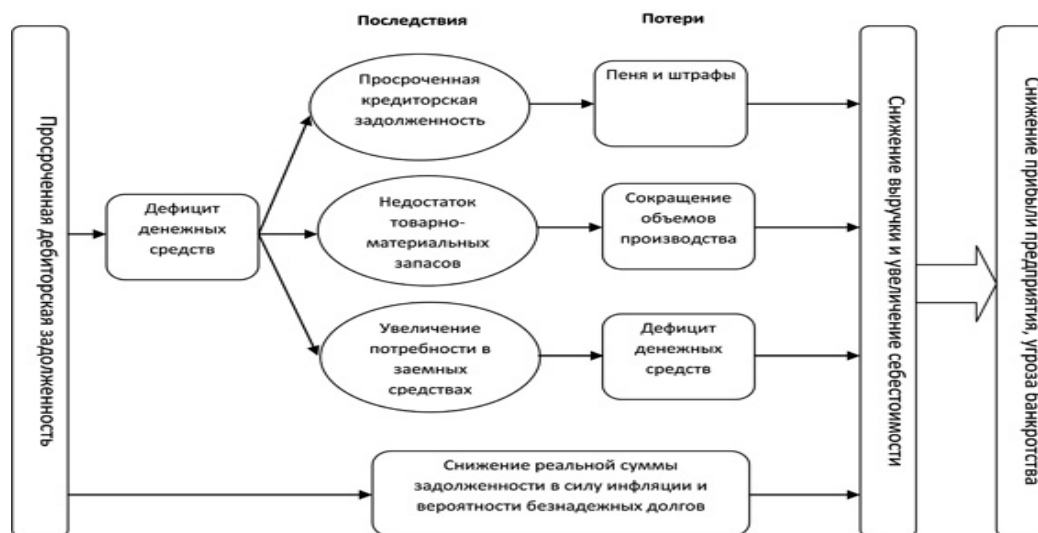 Последствия
Потери
Просроченная дебиторская задолженность
Дефицит
денежных
средств
Просроченная
кредиторская
задолженность
Пеня и штрафы
Недостаток
товарно-
материальных
запасов
Сокращение
объемов
производства
Увеличение
потребности в
заемных
средствах
Дефицит
денежных
средств
Снижение реальной суммы
задолженности в силу инфляции и
вероятности безнадежных долгов
Снижение выручки и увеличение себестоимости
Снижение прибыли предприятия, угроза банкротства